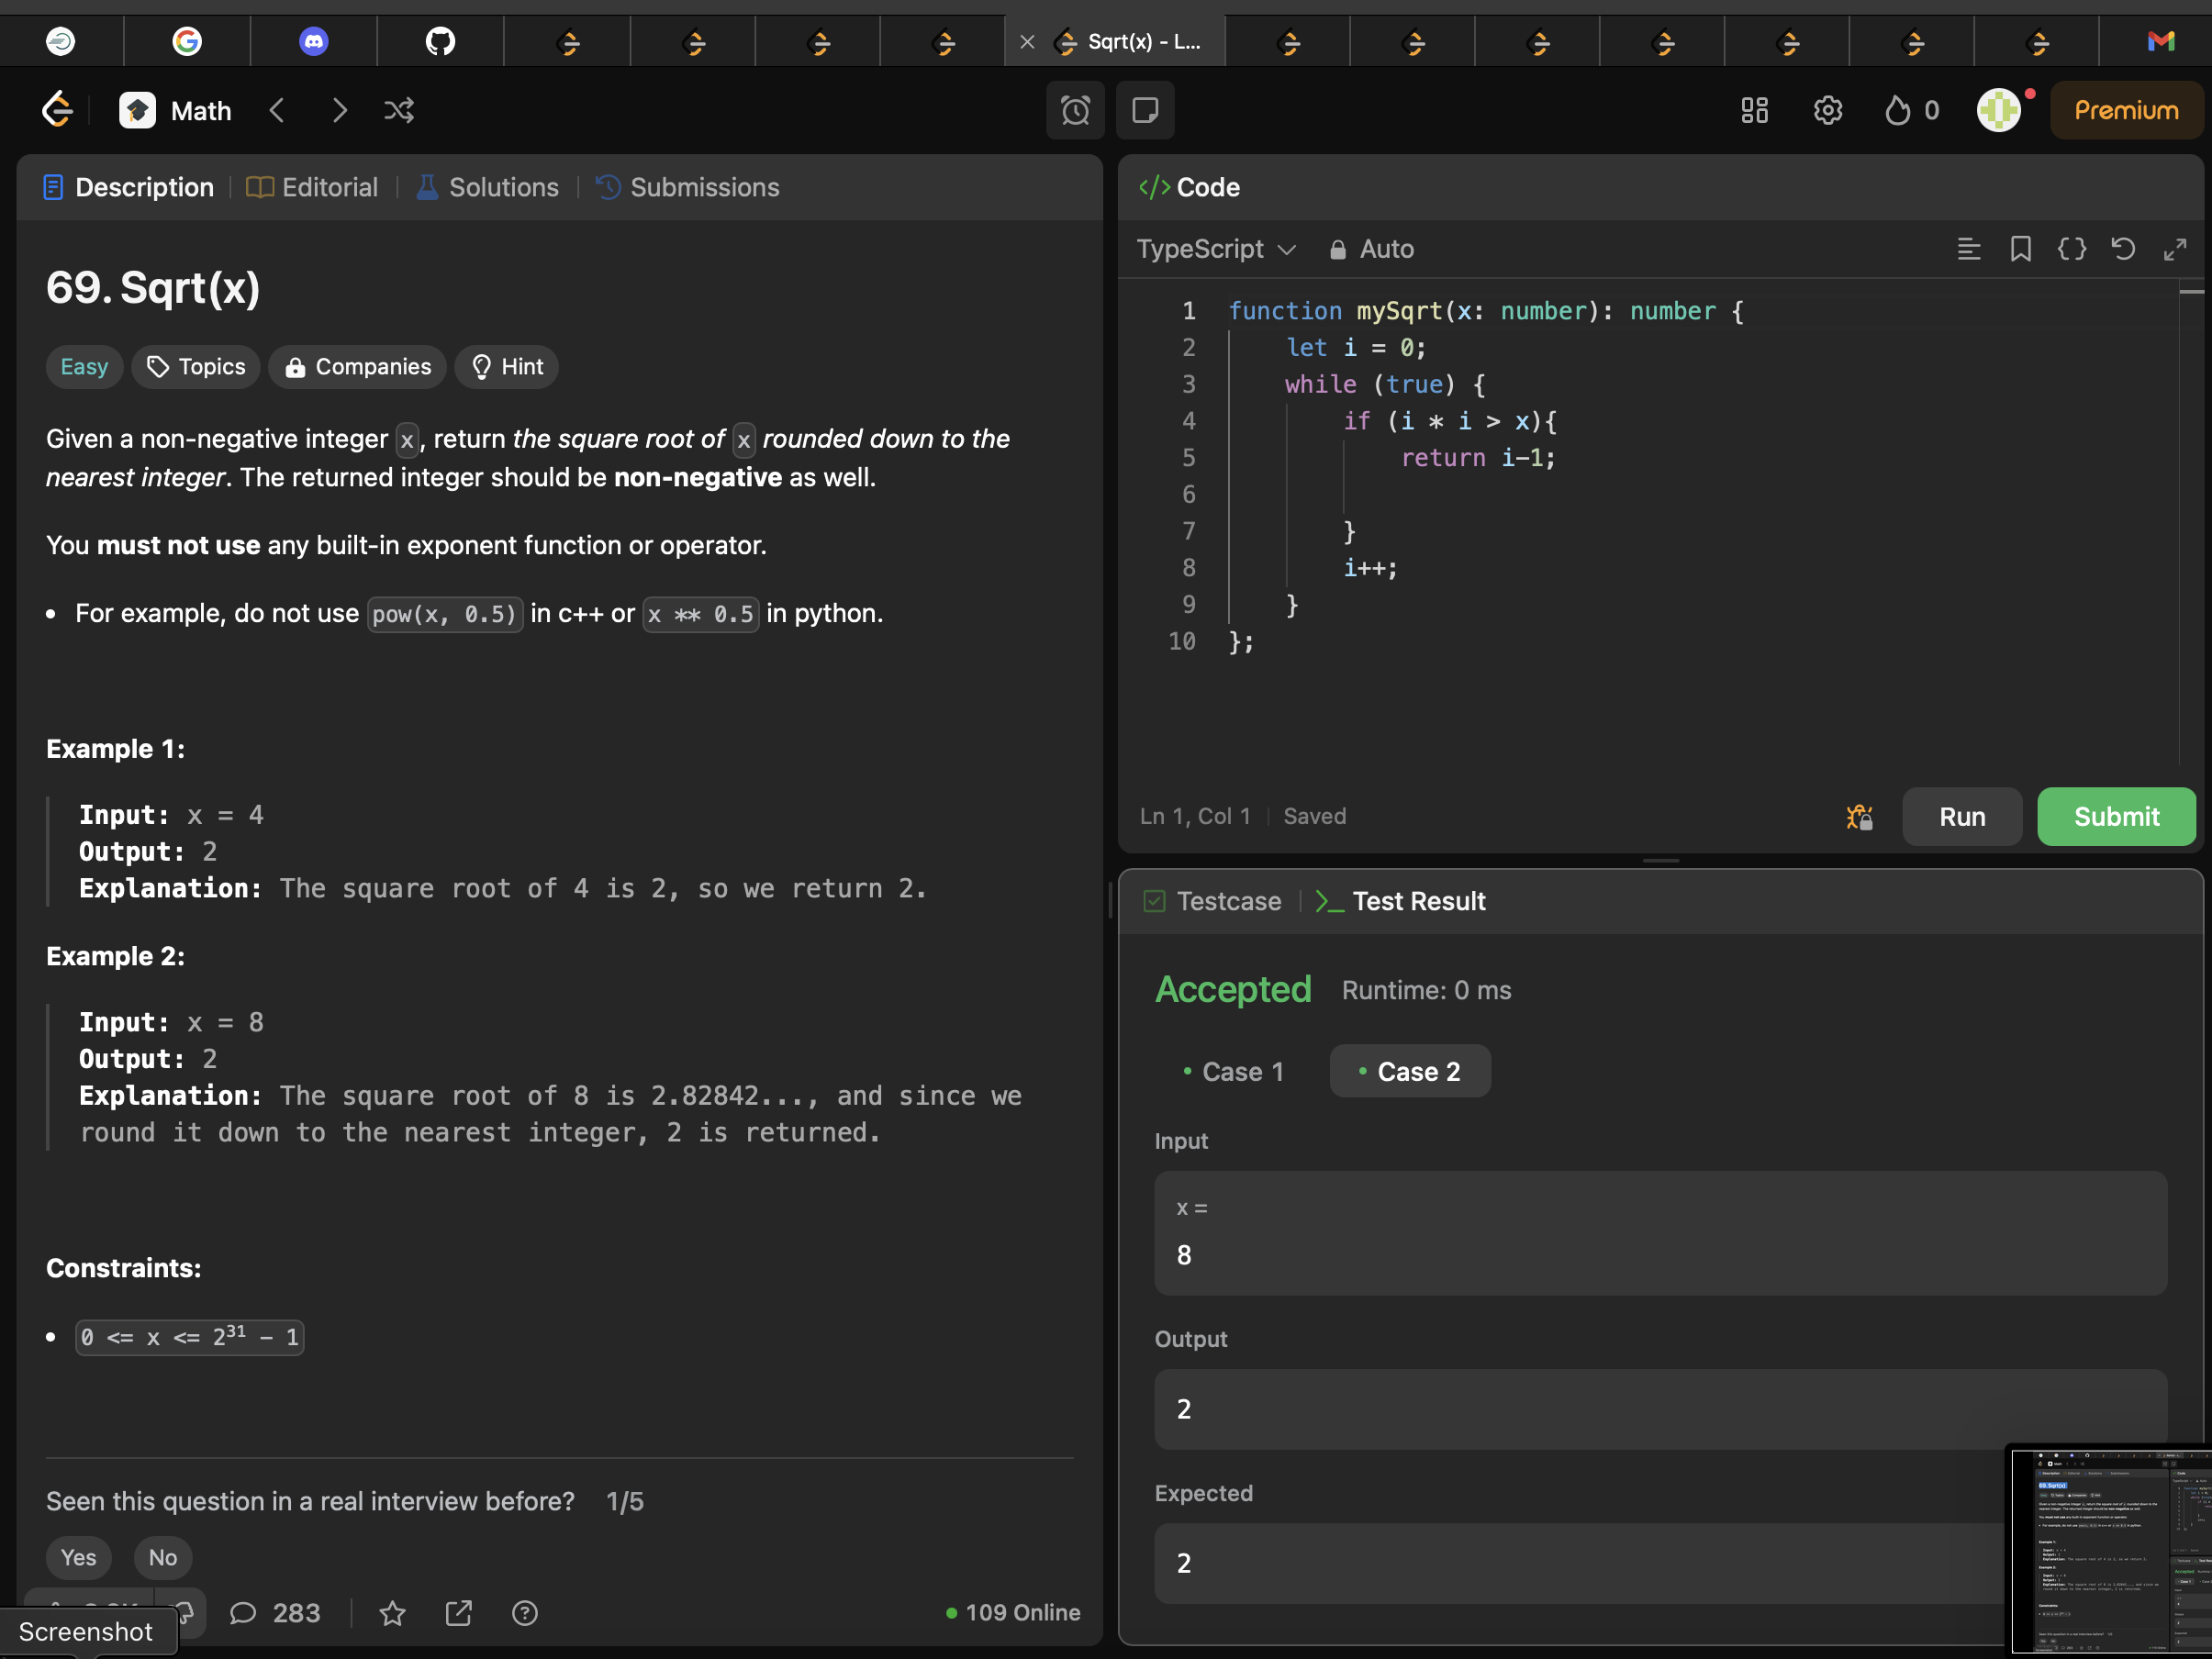 Sqrt(x) - L...
Math
0
Premium
Description
Editorial
Solutions
Submissions
69. Sqrt(x)
Easy
Topics
Companies
Hint
Given a non-negative integer x, return the square root of x rounded down to the
nearest integer. The returned integer should be non-negative as well.
You must not use any built-in exponent function or operator.
• For example, do not use pow(x, 0.5) in c++ or x ** 0.5 in python.
Example 1:
Input: x = 4
Output: 2
Explanation: The square root of 4 is 2, so we return 2.
Example 2:
Input: x = 8
Output: 2
Explanation: The square root of 8 is 2.82842..., and since we
round it down to the nearest integer, 2 is returned.
Constraints:
• 0 <= x <= 2³¹ - 1
Seen this question in a real interview before? 1/5
Yes
No
283
109 Online
Screenshot
</> Code
TypeScript
Auto
1 function mySqrt(x: number): number {
2 let i = 0;
3 while (true) {
4 if (i * i > x){
5 return i-1;
6
7 }
8 i++;
9 }
10 };
Ln 1, Col 1
Saved
Run
Submit
Testcase
Test Result
Accepted
Runtime: 0 ms
Case 1
Case 2
Input
x =
8
Output
2
Expected
2